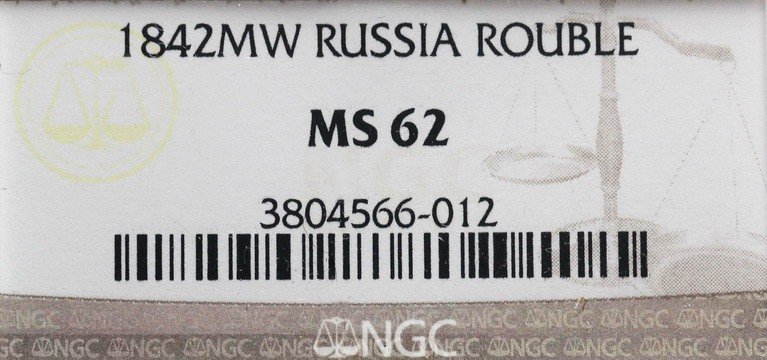 1842MW RUSSIA ROUBLE
MS 62
3804566-012
NGC